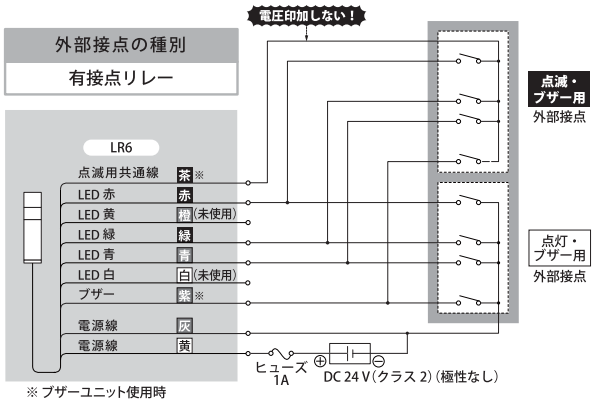 電圧印加しない！
外部接点の種別
有接点リレー
点滅・
ブザー用
外部接点
LR6
点滅用共通線 茶 ※
LED 赤 赤
LED 黄 橙 (未使用)
LED 緑 緑
LED 青 青
LED 白 白 (未使用)
ブザー 紫 ※
電源線 灰
電源線 黄
点灯・
ブザー用
外部接点
ヒューズ
1A
＋ −
DC 24 V (クラス 2) (極性なし)
※ ブザーユニット使用時